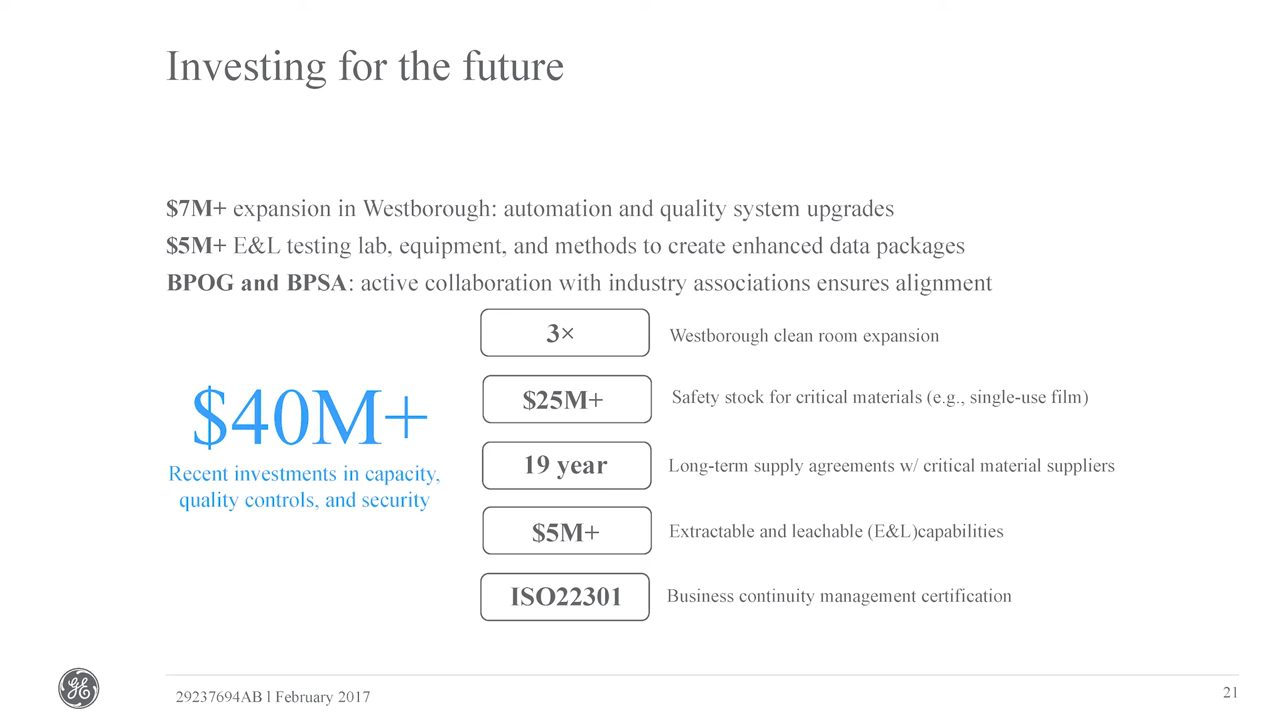 Investing for the future
$7M+ expansion in Westborough: automation and quality system upgrades
$5M+ E&L testing lab, equipment, and methods to create enhanced data packages
BPOG and BPSA: active collaboration with industry associations ensures alignment
$40M+
Recent investments in capacity,
quality controls, and security
3× Westborough clean room expansion
$25M+ Safety stock for critical materials (e.g., single-use film)
19 year Long-term supply agreements w/ critical material suppliers
$5M+ Extractable and leachable (E&L)capabilities
ISO22301 Business continuity management certification
GE
29237694AB l February 2017
21